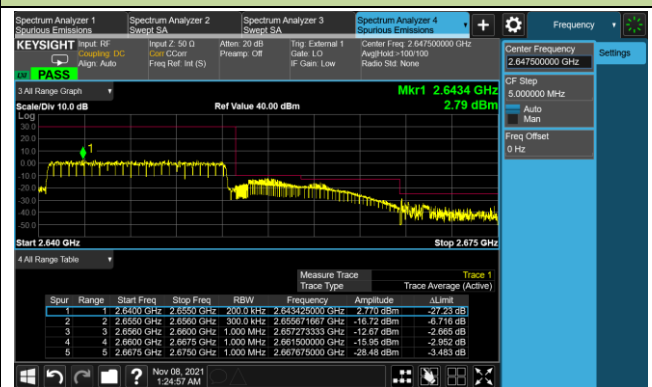 Spectrum Analyzer 1
Spurious Emissions
Spectrum Analyzer 2
Swept SA
Spectrum Analyzer 3
Swept SA
Spectrum Analyzer 4
Spurious Emissions
Frequency
KEYSIGHT
Input: RF
Coupling: DC
Align: Auto
Input Z: 50 Ω
Corr CCorr
Freq Ref: Int (S)
Atten: 20 dB
Preamp: Off
Trig: External 1
Gate: LO
IF Gain: Low
Center Freq: 2.647500000 GHz
Avg|Hold:>100/100
Radio Std: None
LXI PASS
3 All Range Graph
Mkr1 2.6434 GHz
Scale/Div 10.0 dB
Ref Value 40.00 dBm
2.79 dBm
Log
30.0
20.0
10.0
0.00
-10.0
-20.0
-30.0
-40.0
-50.0
1
Start 2.640 GHz
Stop 2.675 GHz
4 All Range Table
Measure Trace Trace 1
Trace Type Trace Average (Active)
Spur Range Start Freq Stop Freq RBW Frequency Amplitude ΔLimit
1 1 2.6400 GHz 2.6550 GHz 200.0 kHz 2.643425000 GHz 2.770 dBm -27.23 dB
2 2 2.6550 GHz 2.6560 GHz 300.0 kHz 2.655671667 GHz -16.72 dBm -6.716 dB
3 3 2.6560 GHz 2.6600 GHz 1.000 MHz 2.657273333 GHz -12.67 dBm -2.665 dB
4 4 2.6600 GHz 2.6675 GHz 1.000 MHz 2.661500000 GHz -15.95 dBm -2.952 dB
5 5 2.6675 GHz 2.6750 GHz 1.000 MHz 2.667675000 GHz -28.48 dBm -3.483 dB
Nov 08, 2021
1:24:57 AM
Center Frequency
2.647500000 GHz
Settings
CF Step
5.000000 MHz
Auto
Man
Freq Offset
0 Hz